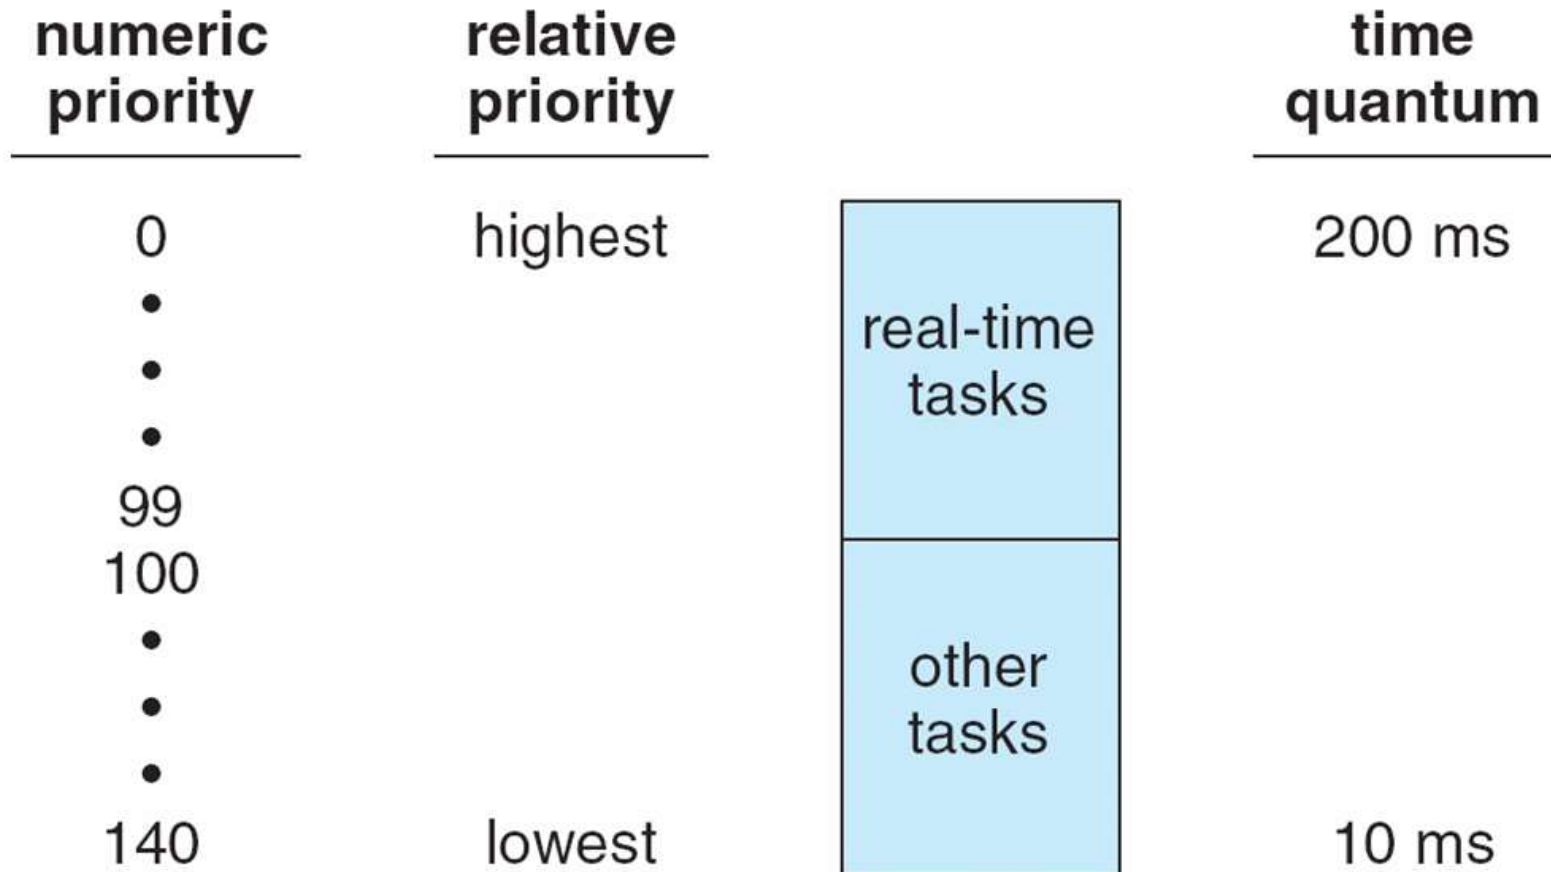 numeric priority
relative priority
time quantum
0 highest 200 ms
•
real-time
•
tasks
•
99
100
•
other
•
tasks
•
140 lowest 10 ms